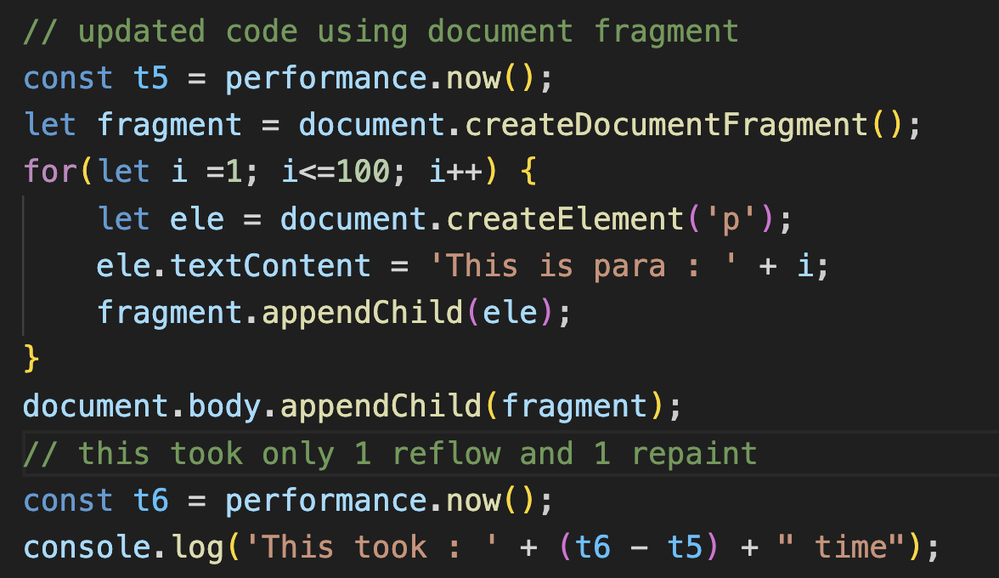 // updated code using document fragment
const t5 = performance.now();
let fragment = document.createDocumentFragment();
for(let i =1; i<=100; i++) {
    let ele = document.createElement('p');
    ele.textContent = 'This is para : ' + i;
    fragment.appendChild(ele);
}
document.body.appendChild(fragment);
// this took only 1 reflow and 1 repaint
const t6 = performance.now();
console.log('This took : ' + (t6 - t5) + " time");